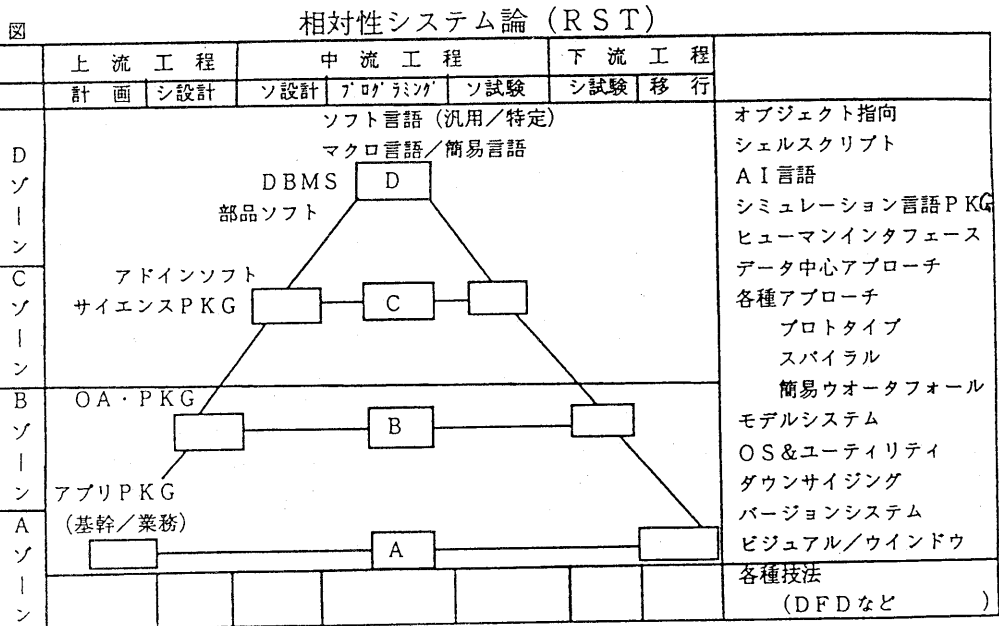 図
相対性システム論（RST）
上流工程
中流工程
下流工程
計画
シ設計
ソ設計
プログラミング
ソ試験
シ試験
移行
Dゾーン
Cゾーン
Bゾーン
Aゾーン
ソフト言語（汎用／特定）
マクロ言語／簡易言語
DBMS
D
部品ソフト
アドインソフト
サイエンスPKG
C
OA・PKG
B
アプリPKG
（基幹／業務）
A
オブジェクト指向
シェルスクリプト
AI言語
シミュレーション言語PKG
ヒューマンインタフェース
データ中心アプローチ
各種アプローチ
プロトタイプ
スパイラル
簡易ウオータフォール
モデルシステム
OS&ユーティリティ
ダウンサイジング
バージョンシステム
ビジュアル／ウインドウ
各種技法
（DFDなど　　　）